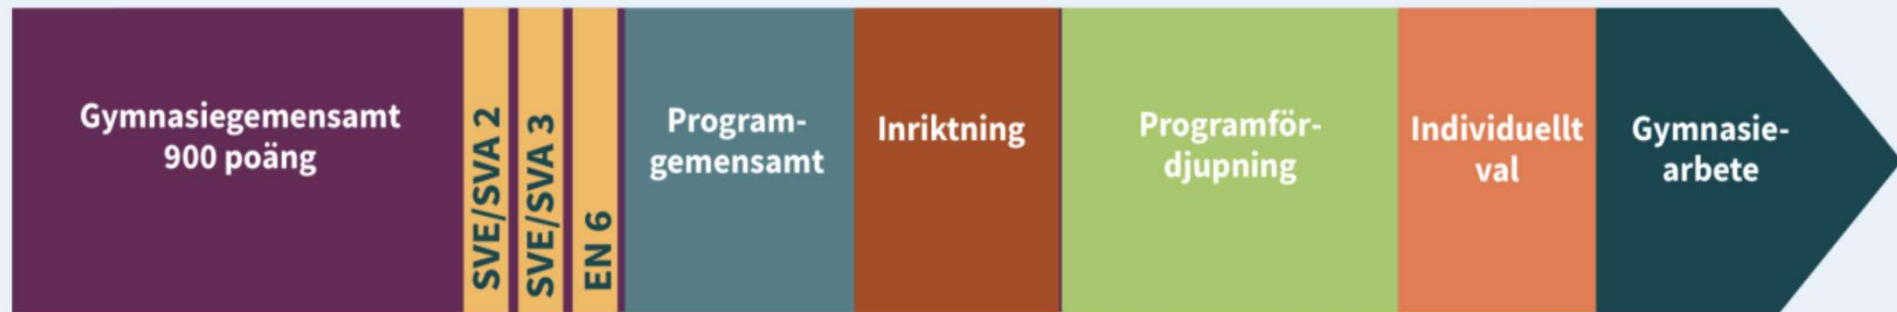 Gymnasiegemensamt
900 poäng
SVE/SVA 2
SVE/SVA 3
EN 6
Program-
gemensamt
Inriktning
Programför-
djupning
Individuellt
val
Gymnasie-
arbete